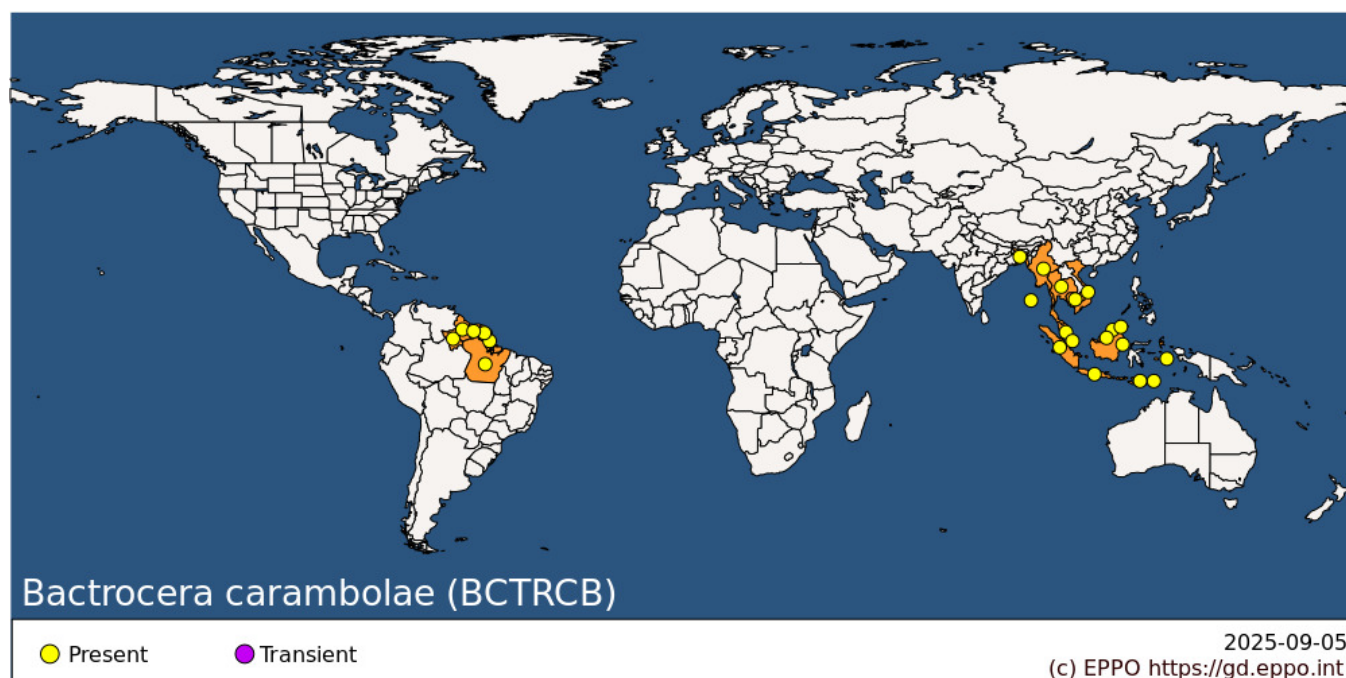 Bactrocera carambolae (BCTRCB)
Present
Transient
2025-09-05
(c) EPPO https://gd.eppo.int